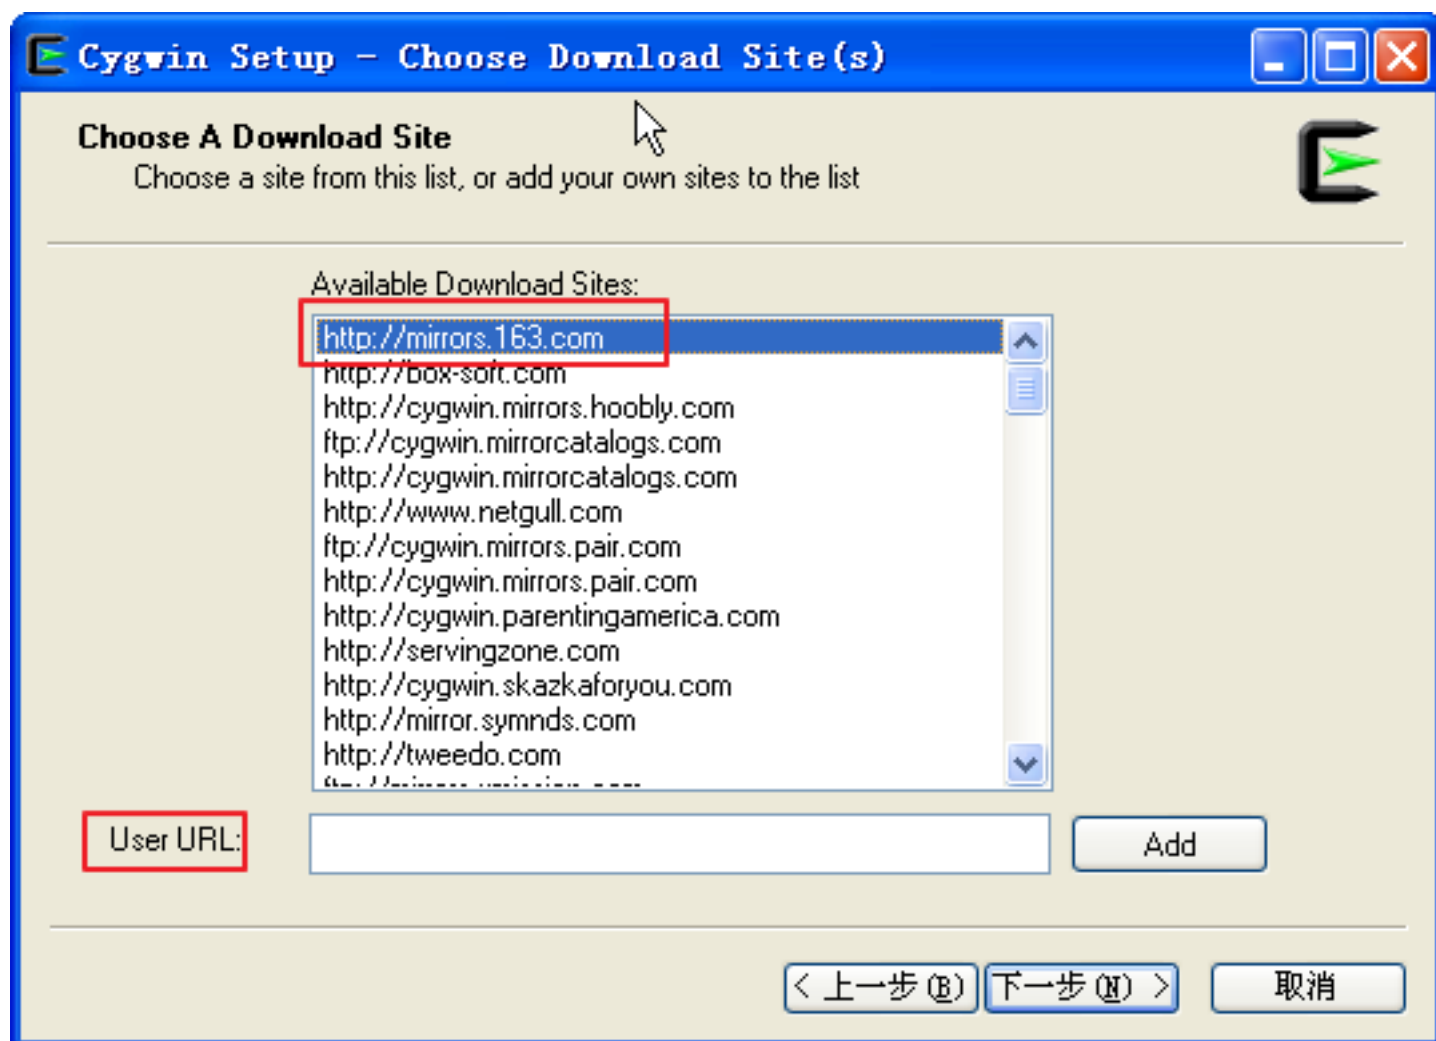 Cygwin Setup - Choose Download Site(s)
Choose A Download Site
Choose a site from this list, or add your own sites to the list
Available Download Sites:
http://mirrors.163.com
http://box-soft.com
http://cygwin.mirrors.hoobly.com
ftp://cygwin.mirrorcatalogs.com
http://cygwin.mirrorcatalogs.com
http://www.netgull.com
ftp://cygwin.mirrors.pair.com
http://cygwin.mirrors.pair.com
http://cygwin.parentingamerica.com
http://servingzone.com
http://cygwin.skazkaforyou.com
http://mirror.symnds.com
http://tweedo.com
User URL:
Add
< 上一步(B) 下一步(N) > 取消